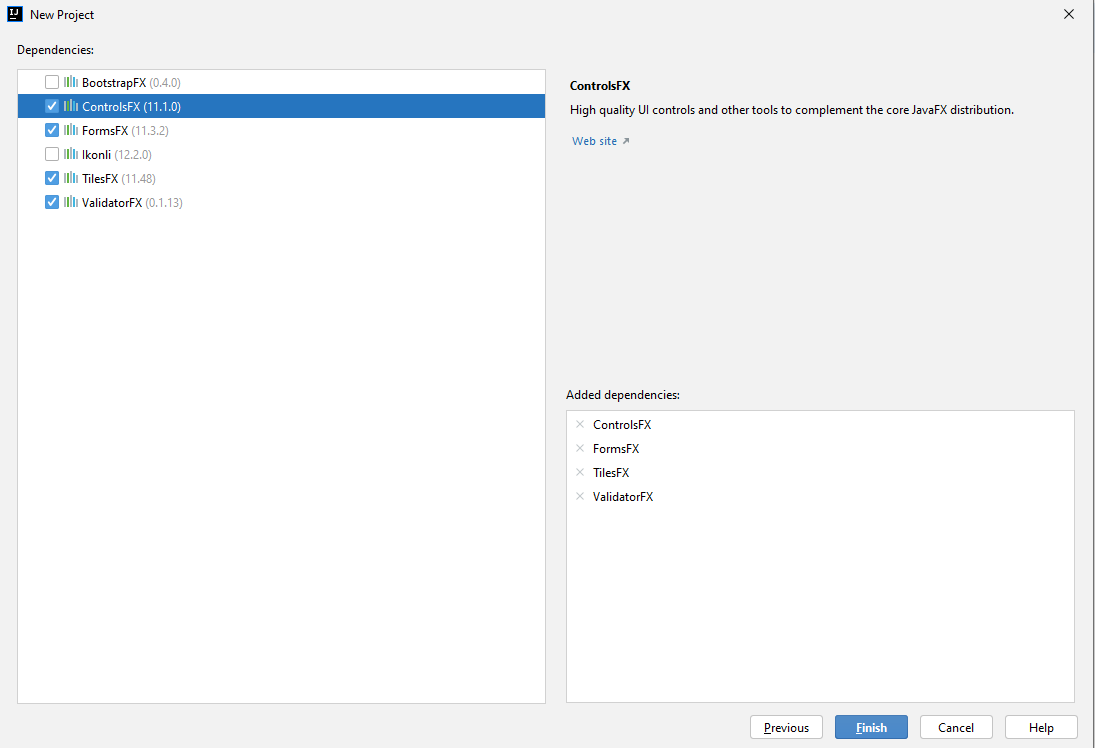 New Project
Dependencies:
BootstrapFX (0.4.0)
ControlsFX (11.1.0)
FormsFX (11.3.2)
Ikonli (12.2.0)
TilesFX (11.48)
ValidatorFX (0.1.13)
ControlsFX
High quality UI controls and other tools to complement the core JavaFX distribution.
Web site
Added dependencies:
ControlsFX
FormsFX
TilesFX
ValidatorFX
Previous
Finish
Cancel
Help